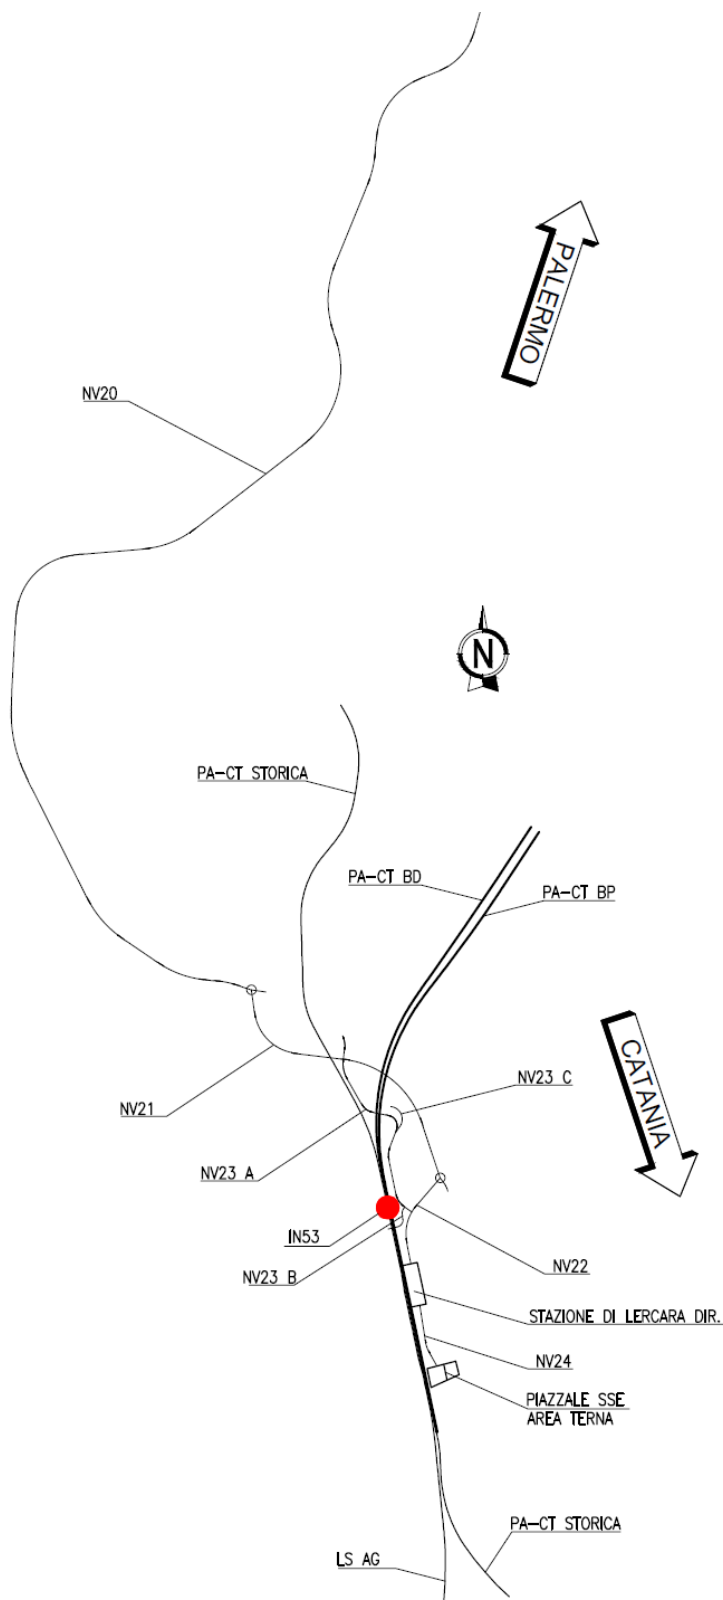 PALERMO
NV20
N
PA-CT STORICA
PA-CT BD
PA-CT BP
CATANIA
NV23 C
NV21
NV23 A
IN53
NV22
NV23 B
STAZIONE DI LERCARA DIR.
NV24
PIAZZALE SSE
AREA TERNA
PA-CT STORICA
LS AG